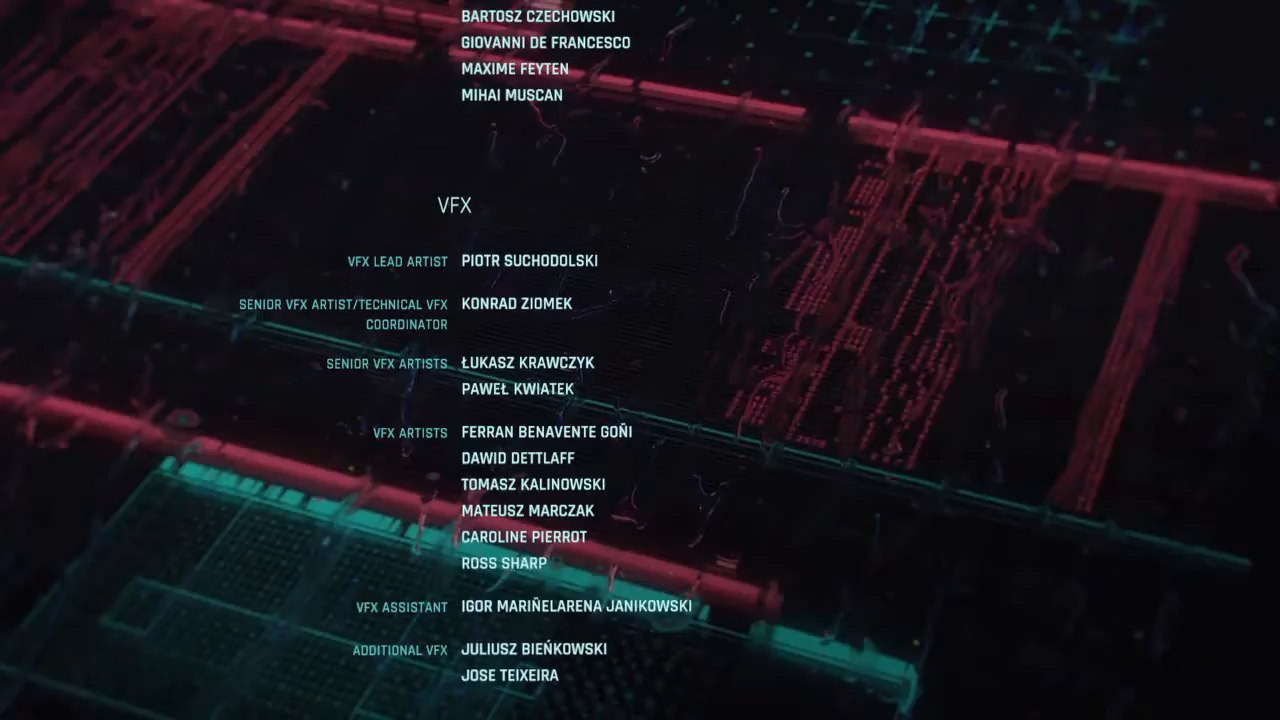 BARTOSZ CZECHOWSKI
GIOVANNI DE FRANCESCO
MAXIME FEYTEN
MIHAI MUSCAN
VFX
VFX LEAD ARTIST PIOTR SUCHODOLSKI
SENIOR VFX ARTIST/TECHNICAL VFX KONRAD ZIOMEK
COORDINATOR
SENIOR VFX ARTISTS ŁUKASZ KRAWCZYK
PAWEŁ KWIATEK
VFX ARTISTS FERRAN BENAVENTE GOÑI
DAWID DETTLAFF
TOMASZ KALINOWSKI
MATEUSZ MARCZAK
CAROLINE PIERROT
ROSS SHARP
VFX ASSISTANT IGOR MARIÑELARENA JANIKOWSKI
ADDITIONAL VFX JULIUSZ BIEŃKOWSKI
JOSE TEIXEIRA